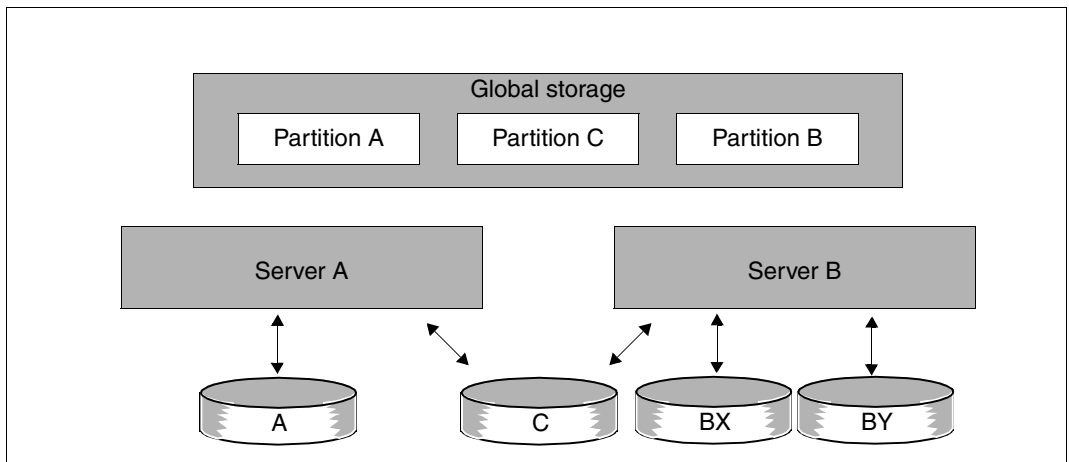 Global storage
Partition A
Partition C
Partition B
Server A
Server B
A
C
BX
BY